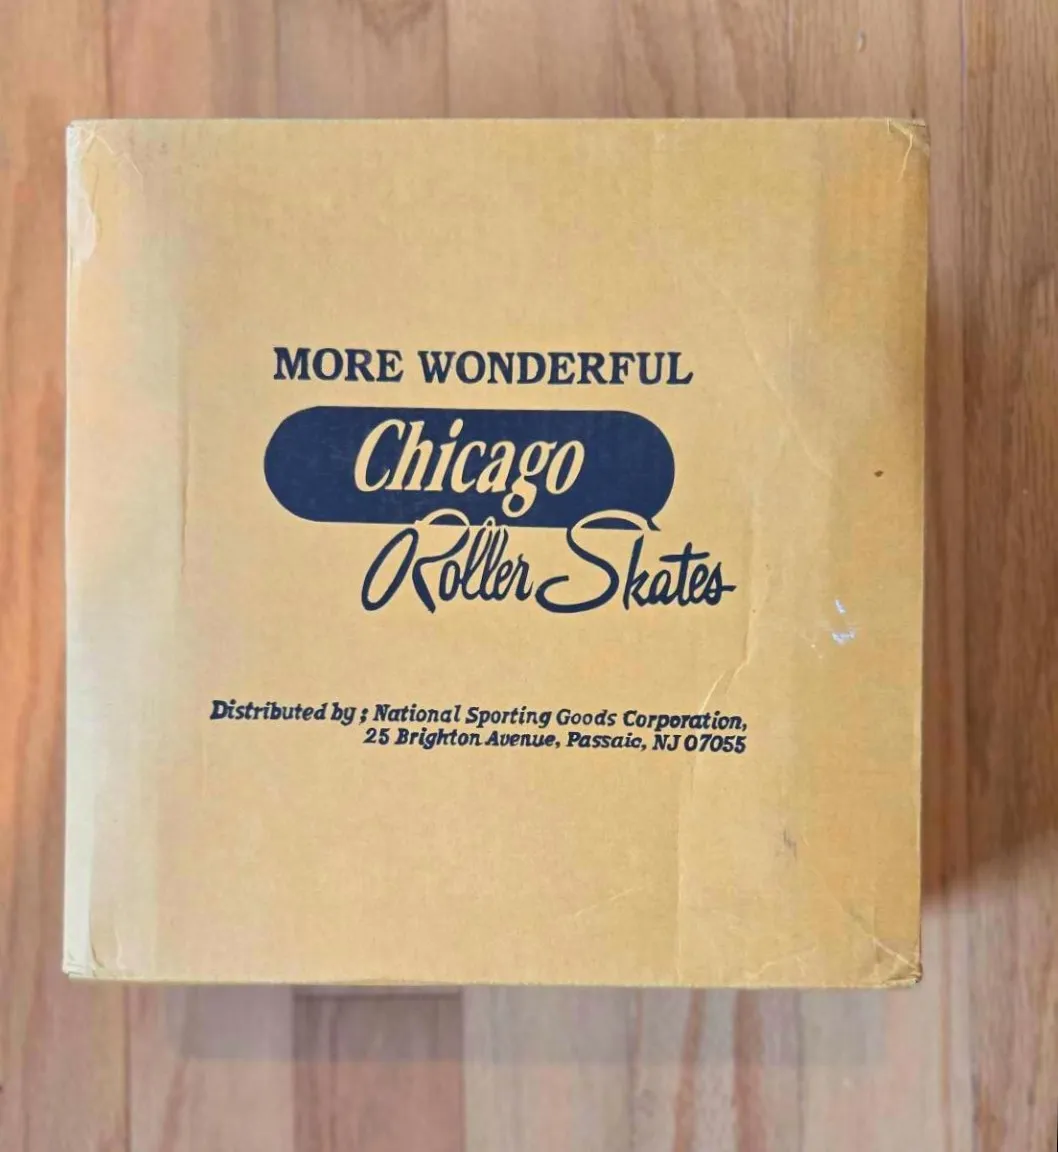 MORE WONDERFUL
Chicago
Roller Skates
Distributed by ; National Sporting Goods Corporation,
25 Brighton Avenue, Passaic, NJ 07055